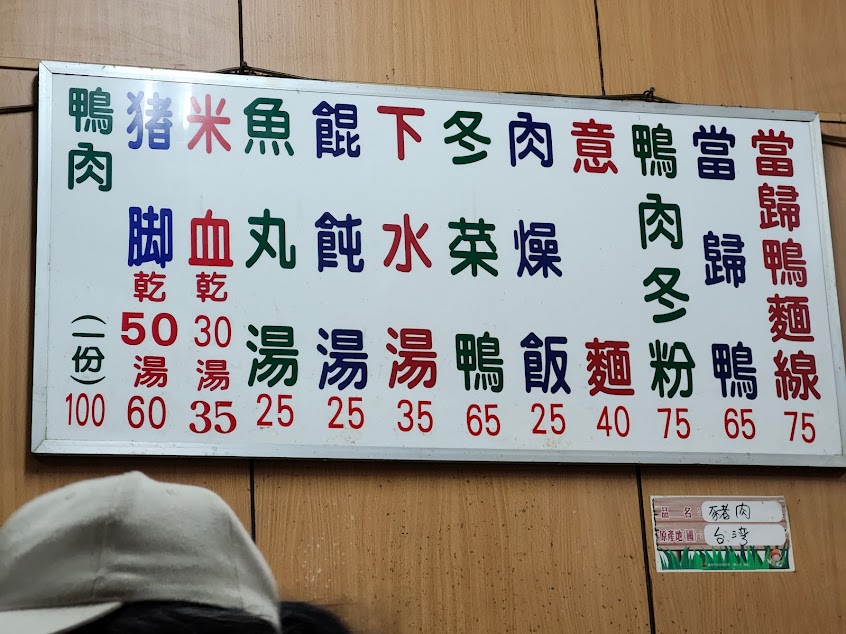 當歸鴨麵線 75
當歸鴨 65
鴨肉冬粉 75
意麵 40
肉燥飯 25
冬菜鴨 65
下水湯 35
餛飩湯 25
魚丸湯 25
米血 乾 30 湯 35
猪脚 乾 50 湯 60
鴨肉 (一份) 100
品名: 豬肉
原產地(國): 台灣